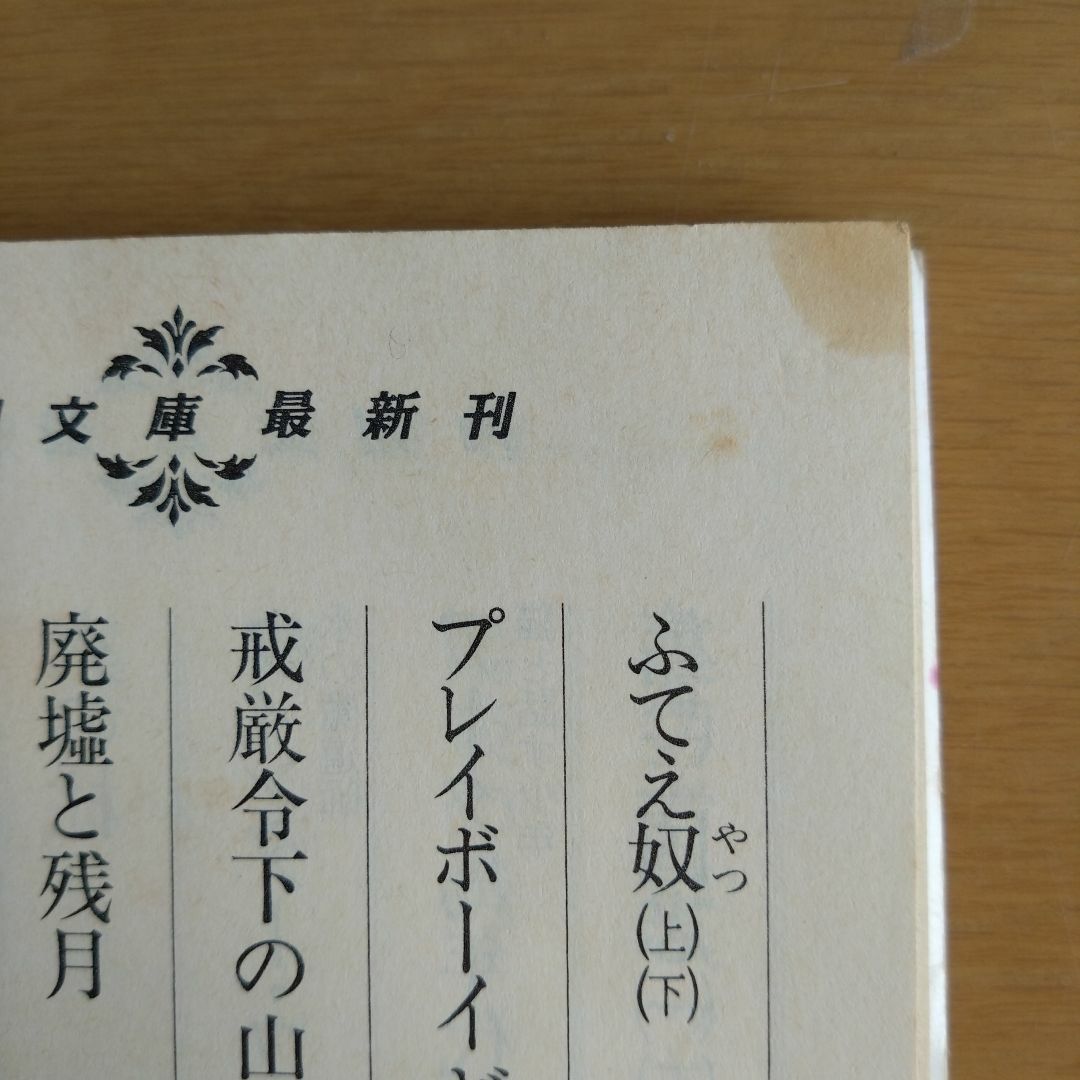 文庫最新刊
ふてえ奴(上)(下)
やつ
プレイボーイ
戒厳令下の山
廃墟と残月